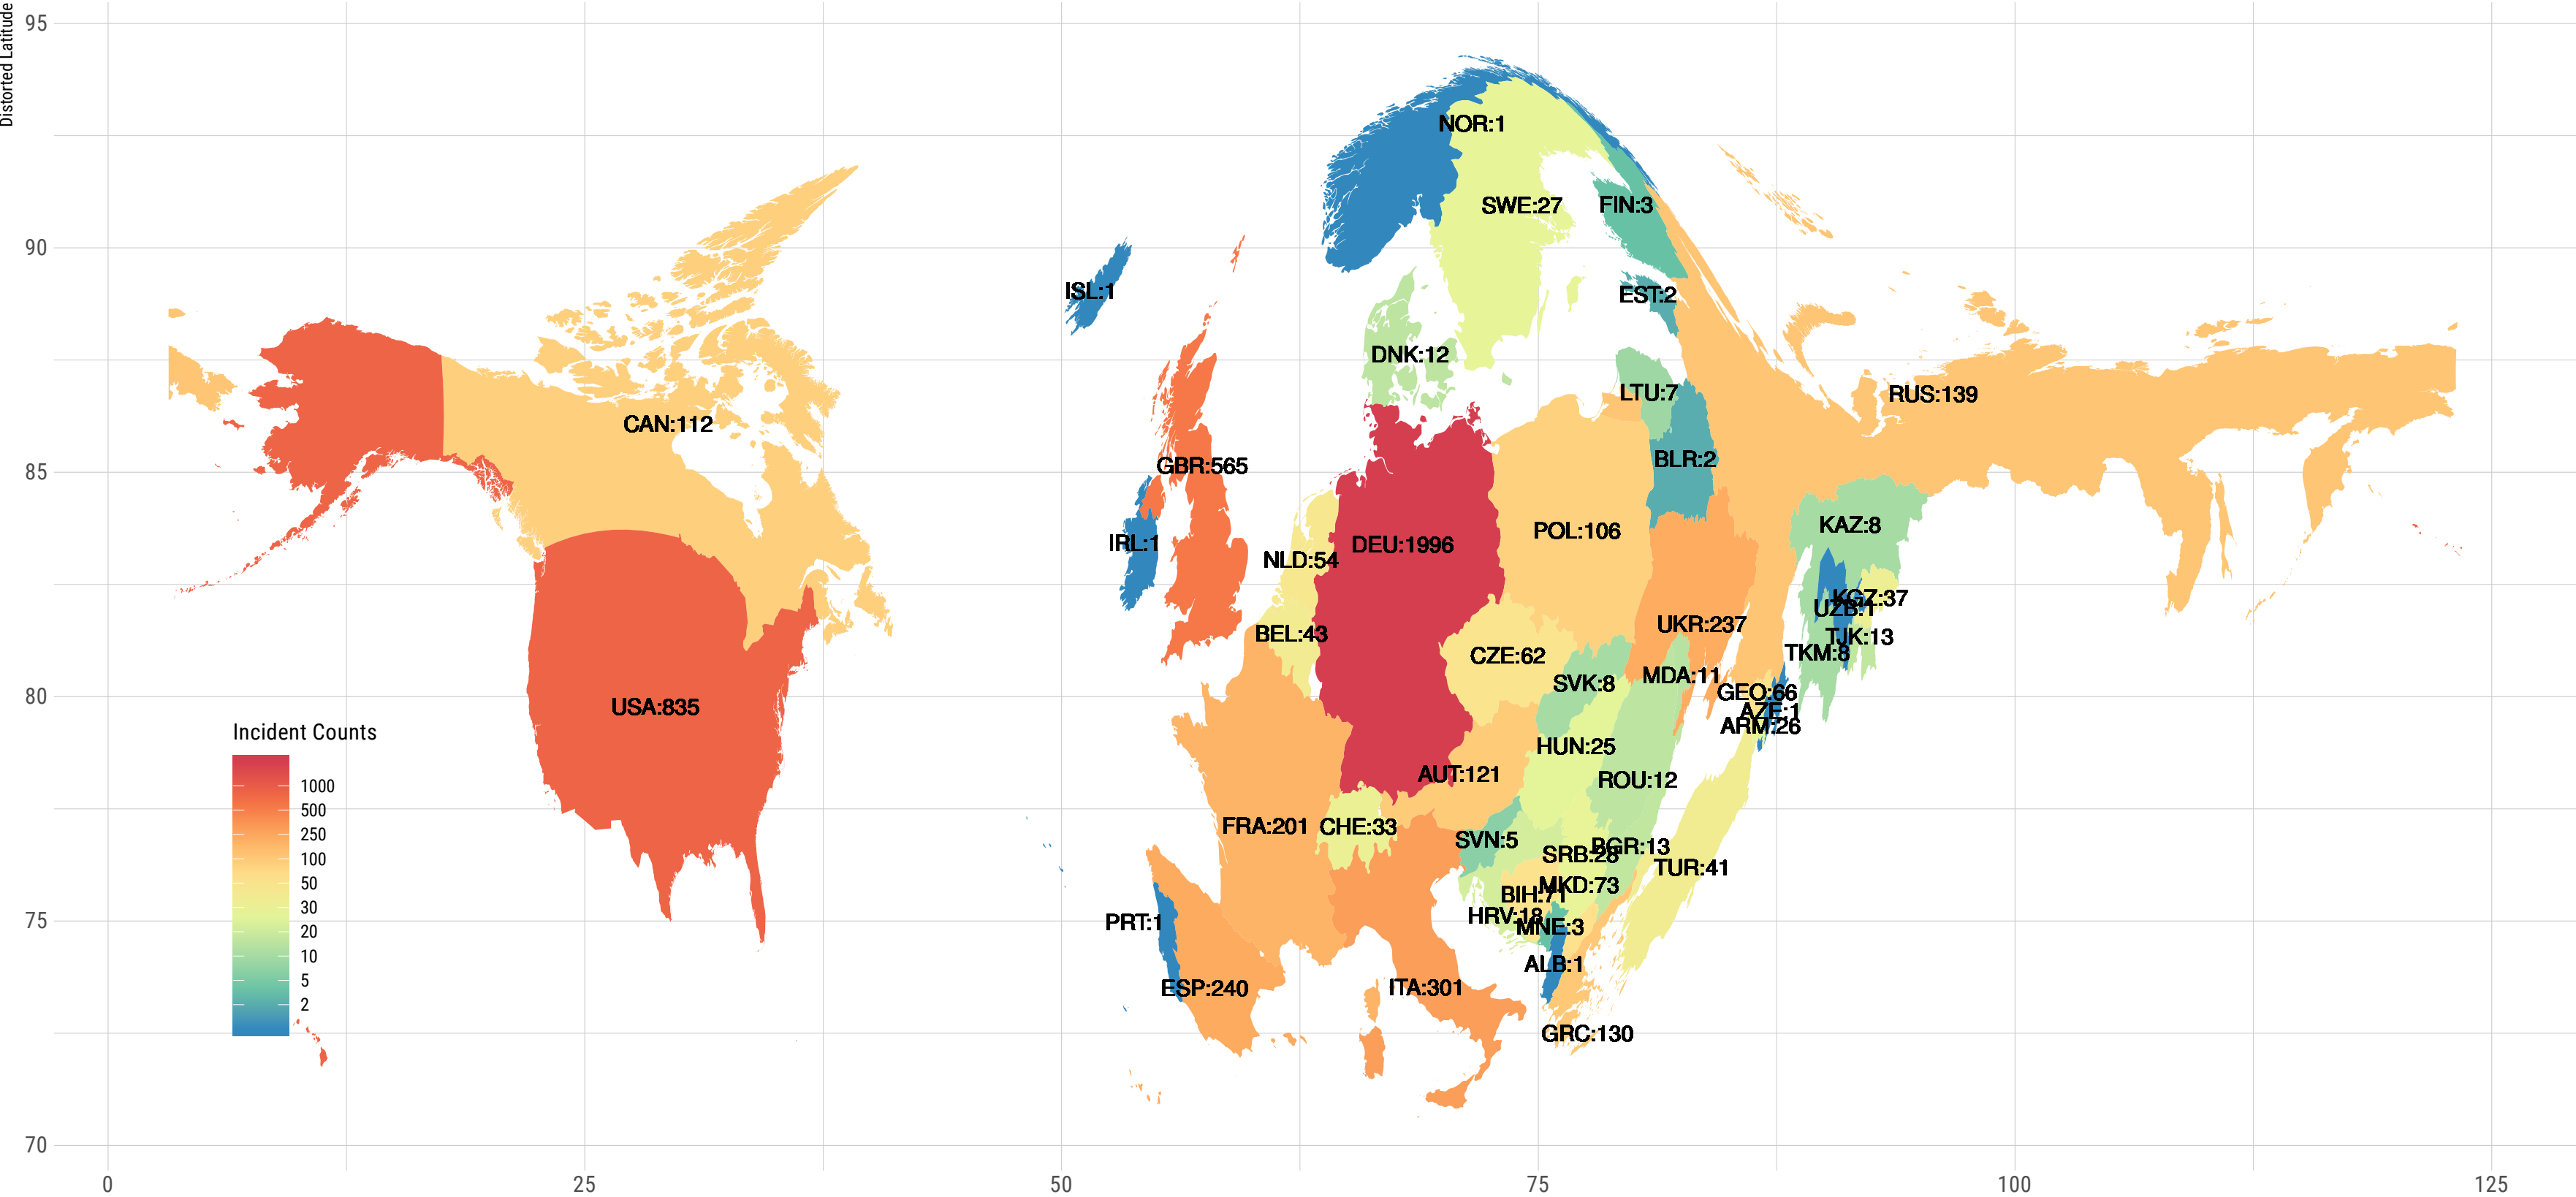 Distorted Latitude
95
NOR:1
SWE:27
FIN:3
90
ISL:1
EST:2
DNK:12
LTU:7
RUS:139
CAN:112
85
GBR:565
BLR:2
KAZ:8
POL:106
IRL:1
DEU:1996
NLD:54
KGZ:37
UZB:1
UKR:237
BEL:43
TJK:13
TKM:8
CZE:62
MDA:11
SVK:8
80
GEO:66
USA:835
AZE:1
ARM:26
Incident Counts
HUN:25
AUT:121
ROU:12
1000
500
250
100
50
30
20
10
5
2
FRA:201
CHE:33
SVN:5
BGR:13
SRB:28
TUR:41
MKD:73
BIH:71
HRV:18
75
PRT:1
MNE:3
ALB:1
ESP:240
ITA:301
GRC:130
70
0
25
50
75
100
125